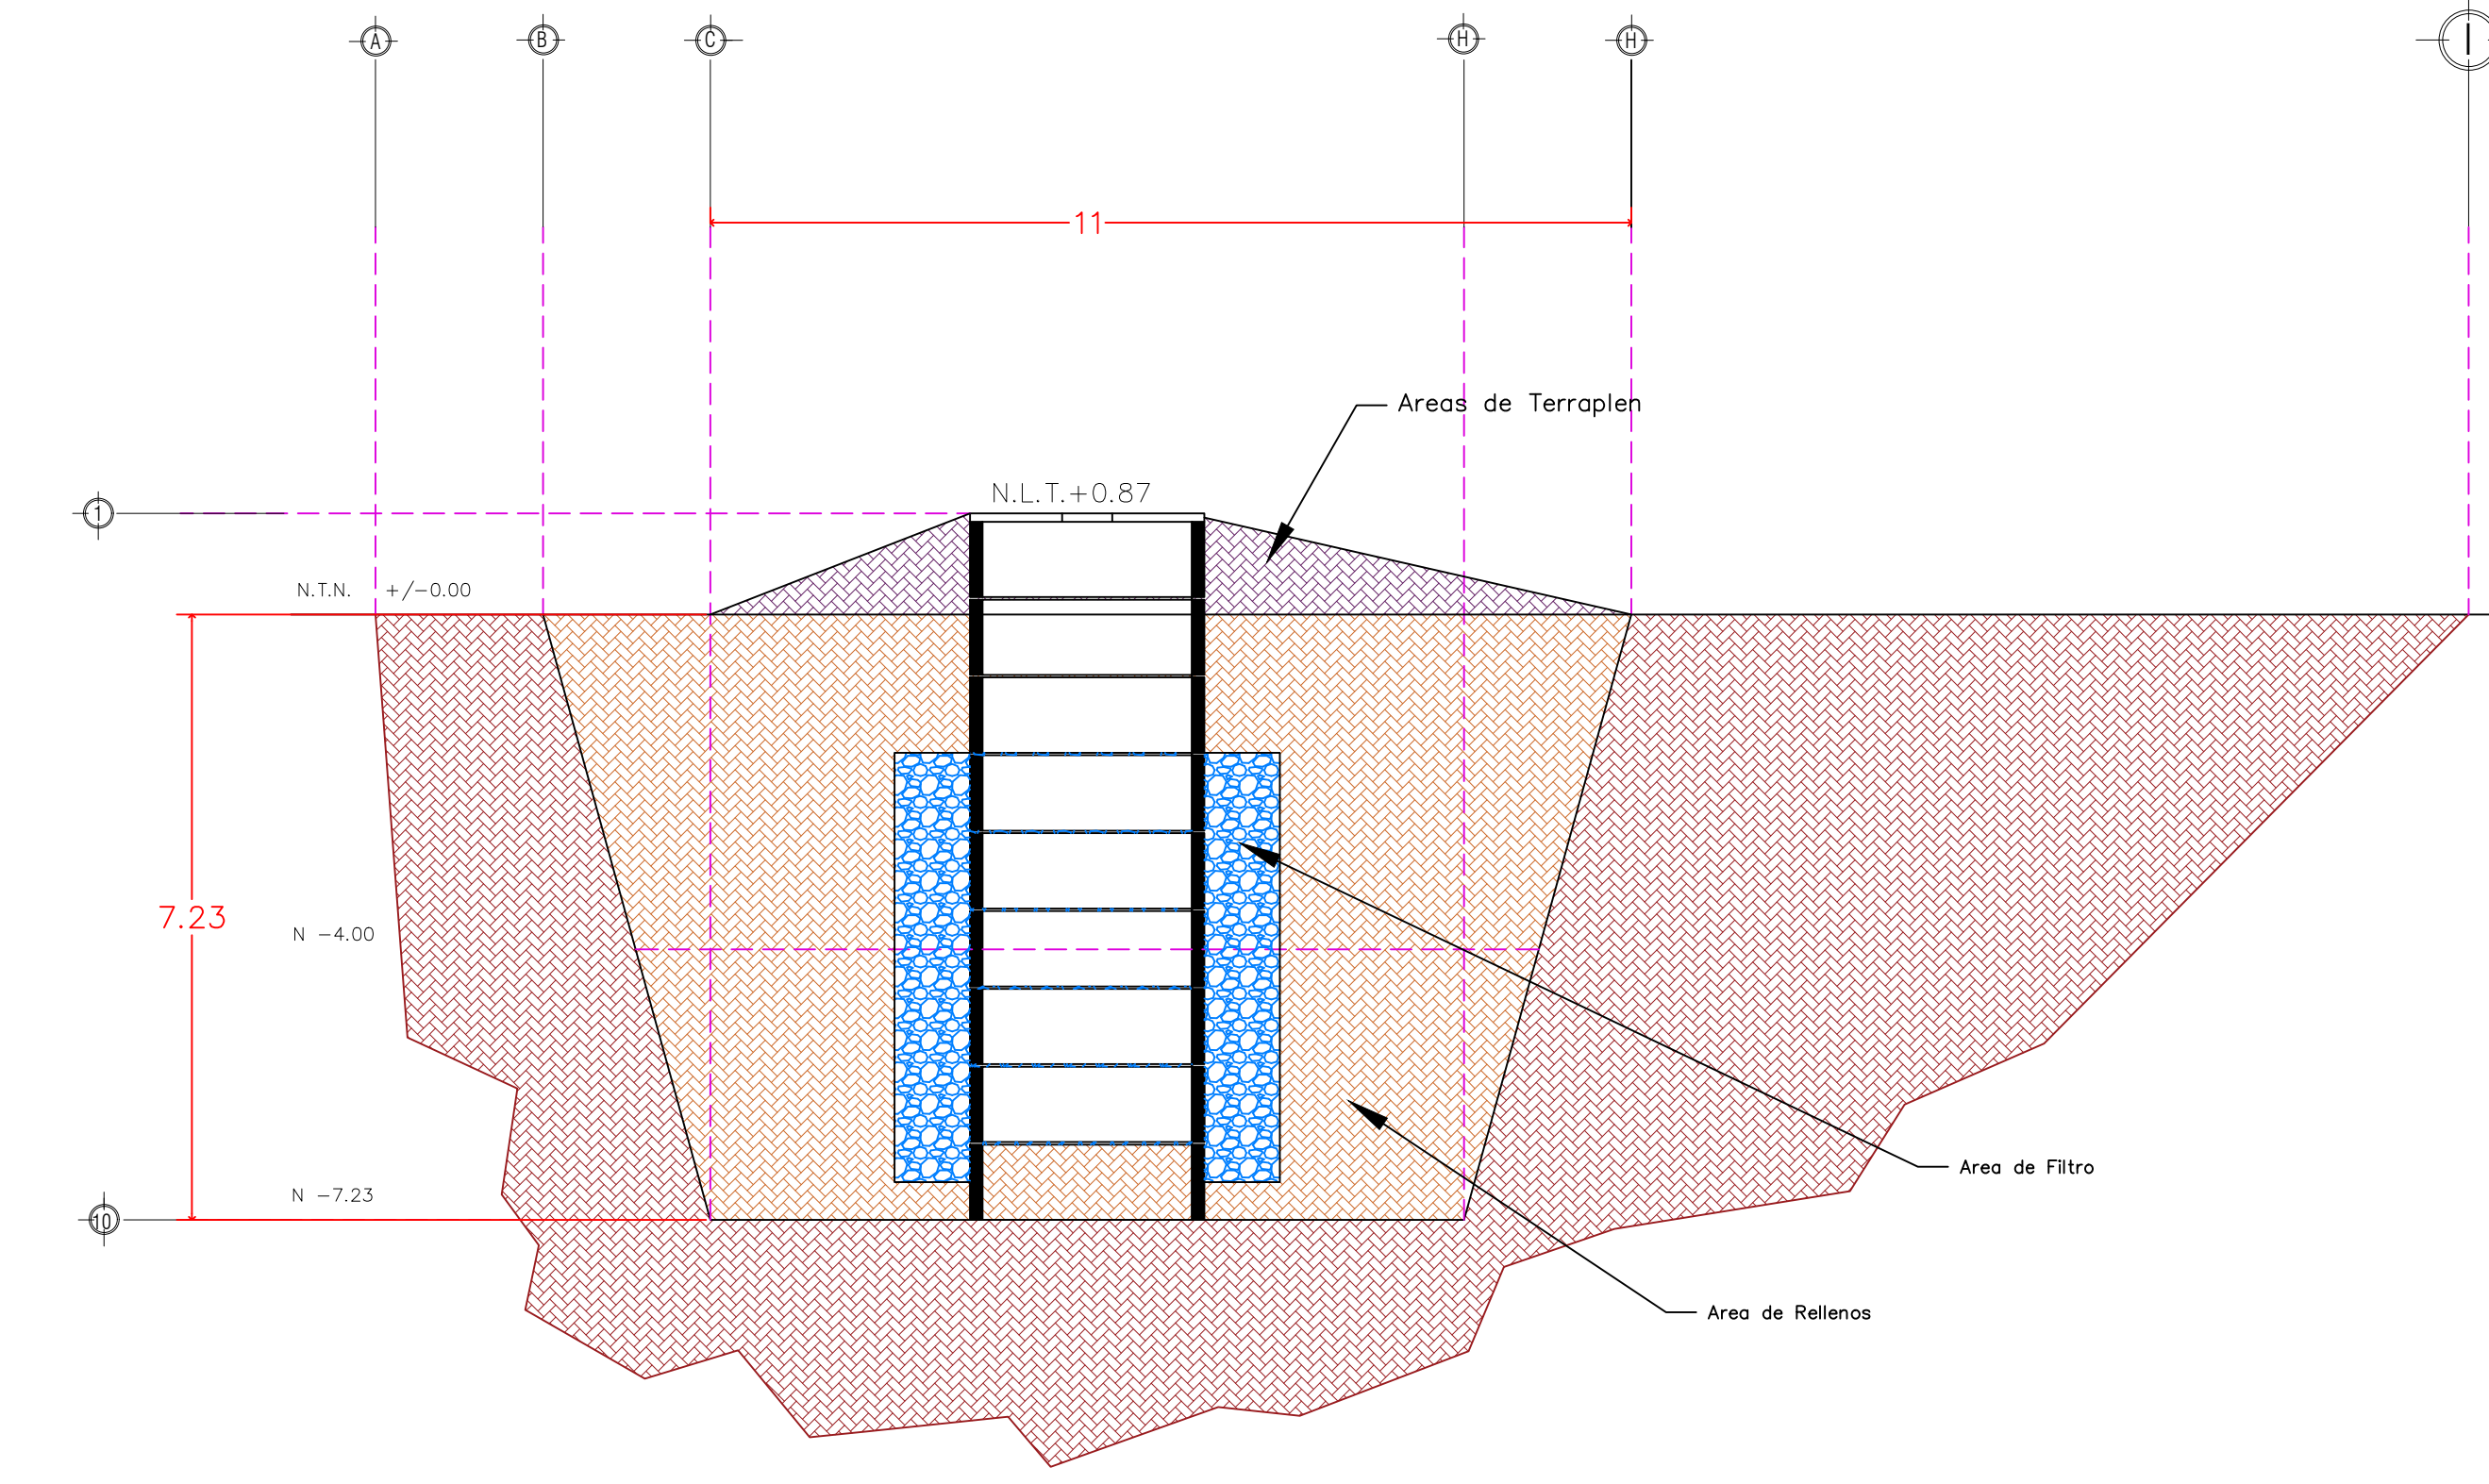 A B C H H I
11
Areas de Terraplen
N.L.T.+0.87
1
N.T.N. +/-0.00
7.23
N -4.00
Area de Filtro
N -7.23
10
Area de Rellenos